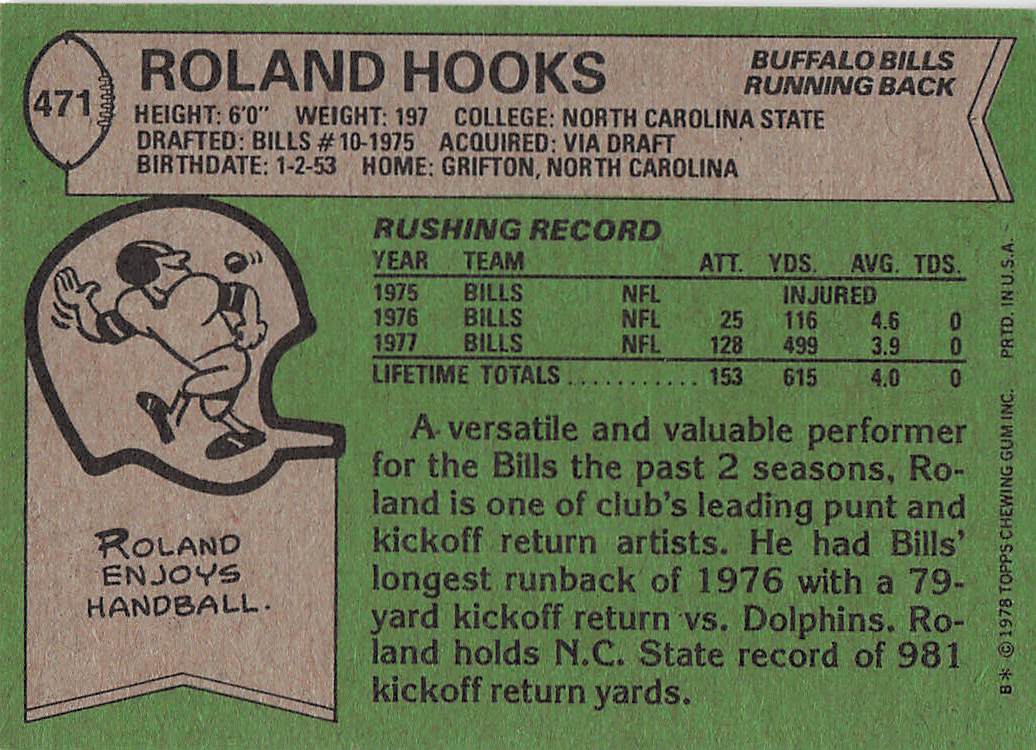 471
ROLAND HOOKS
BUFFALO BILLS
RUNNING BACK
HEIGHT: 6'0" WEIGHT: 197 COLLEGE: NORTH CAROLINA STATE
DRAFTED: BILLS #10-1975 ACQUIRED: VIA DRAFT
BIRTHDATE: 1-2-53 HOME: GRIFTON, NORTH CAROLINA
RUSHING RECORD
YEAR TEAM ATT. YDS. AVG. TDS.
1975 BILLS NFL INJURED
1976 BILLS NFL 25 116 4.6 0
1977 BILLS NFL 128 499 3.9 0
LIFETIME TOTALS........... 153 615 4.0 0
A versatile and valuable performer
for the Bills the past 2 seasons, Ro-
land is one of club's leading punt and
kickoff return artists. He had Bills'
longest runback of 1976 with a 79-
yard kickoff return vs. Dolphins. Ro-
land holds N.C. State record of 981
kickoff return yards.
ROLAND
ENJOYS
HANDBALL.
B* ©1978 TOPPS CHEWING GUM INC. PRTD. IN U.S.A.